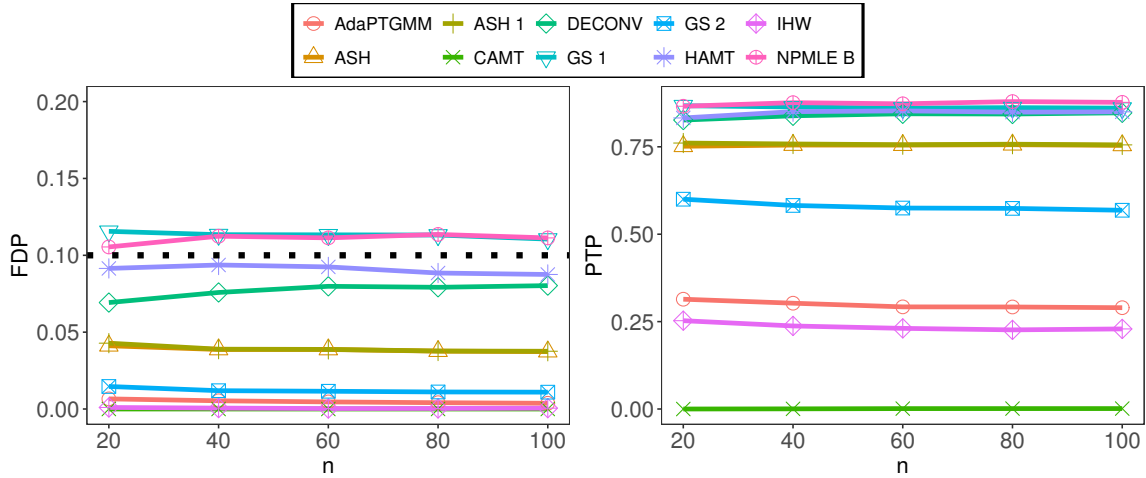 AdaPTGMM ASH 1 DECONV GS 2 IHW
ASH CAMT GS 1 HAMT NPMLE B
0.20
0.15
0.10
0.05
0.00
FDP
20 40 60 80 100
n
0.75
0.50
0.25
0.00
PTP
20 40 60 80 100
n